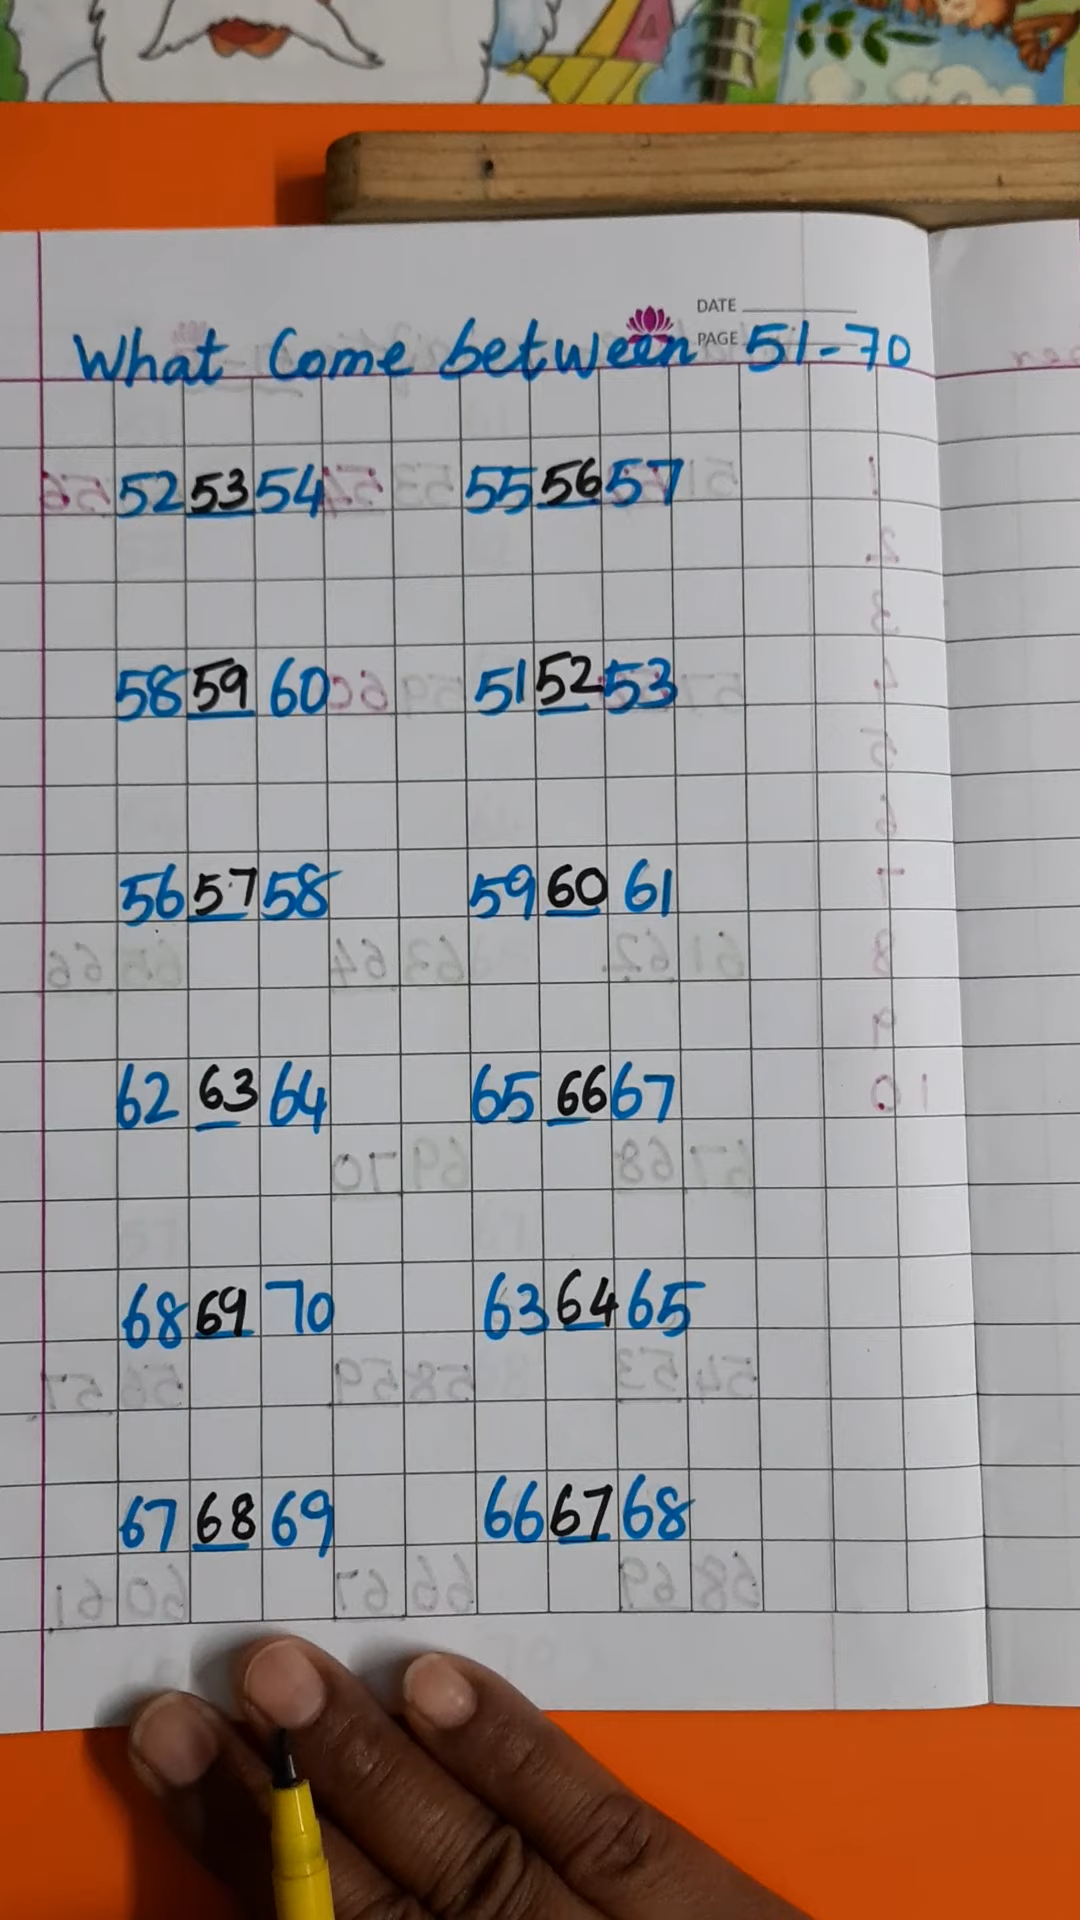 DATE
PAGE
What Come between 51-70
52 53 54 55 56 57
58 59 60 51 52 53
56 57 58 59 60 61
62 63 64 65 66 67
68 69 70 63 64 65
67 68 69 66 67 68